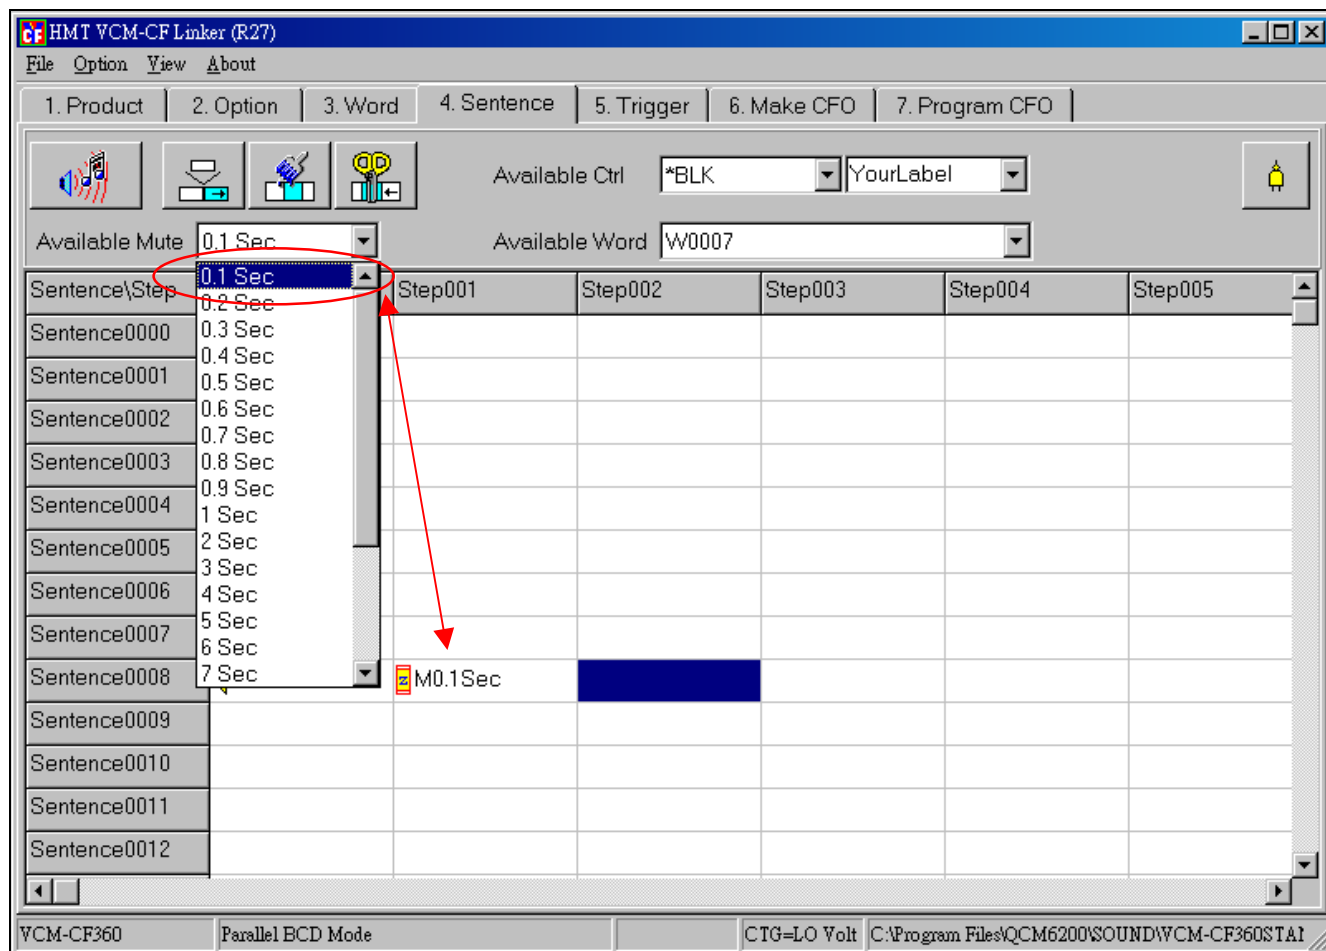 HMT VCM-CF Linker (R27)
File Option View About
1. Product 2. Option 3. Word 4. Sentence 5. Trigger 6. Make CFO 7. Program CFO
Available Ctrl *BLK YourLabel
Available Mute 0.1 Sec Available Word W0007
Sentence\Step Step001 Step002 Step003 Step004 Step005
0.1 Sec
0.2 Sec
Sentence0000 0.3 Sec
0.4 Sec
Sentence0001 0.5 Sec
Sentence0002 0.6 Sec
0.7 Sec
Sentence0003 0.8 Sec
0.9 Sec
Sentence0004 1 Sec
Sentence0005 2 Sec
3 Sec
Sentence0006 4 Sec
5 Sec
Sentence0007 6 Sec
Sentence0008 7 Sec z M0.1Sec
Sentence0009
Sentence0010
Sentence0011
Sentence0012
VCM-CF360 Parallel BCD Mode CTG=LO Volt C:\Program Files\QCM6200\SOUND\VCM-CF360STA1